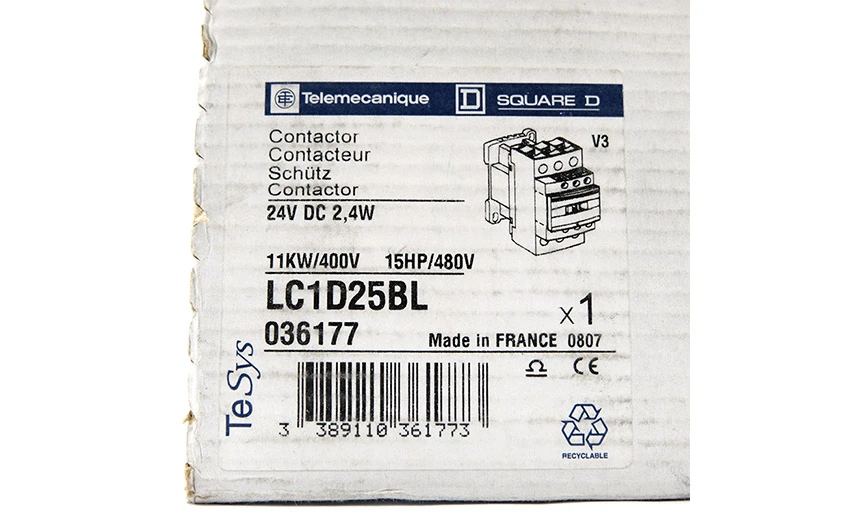 Telemecanique SQUARE D
Contactor
Contacteur
Schütz
Contactor
V3
24V DC 2,4W
11KW/400V 15HP/480V
LC1D25BL
x1
036177
Made in FRANCE 0807
CE
TeSys
3 389110 361773
RECYCLABLE